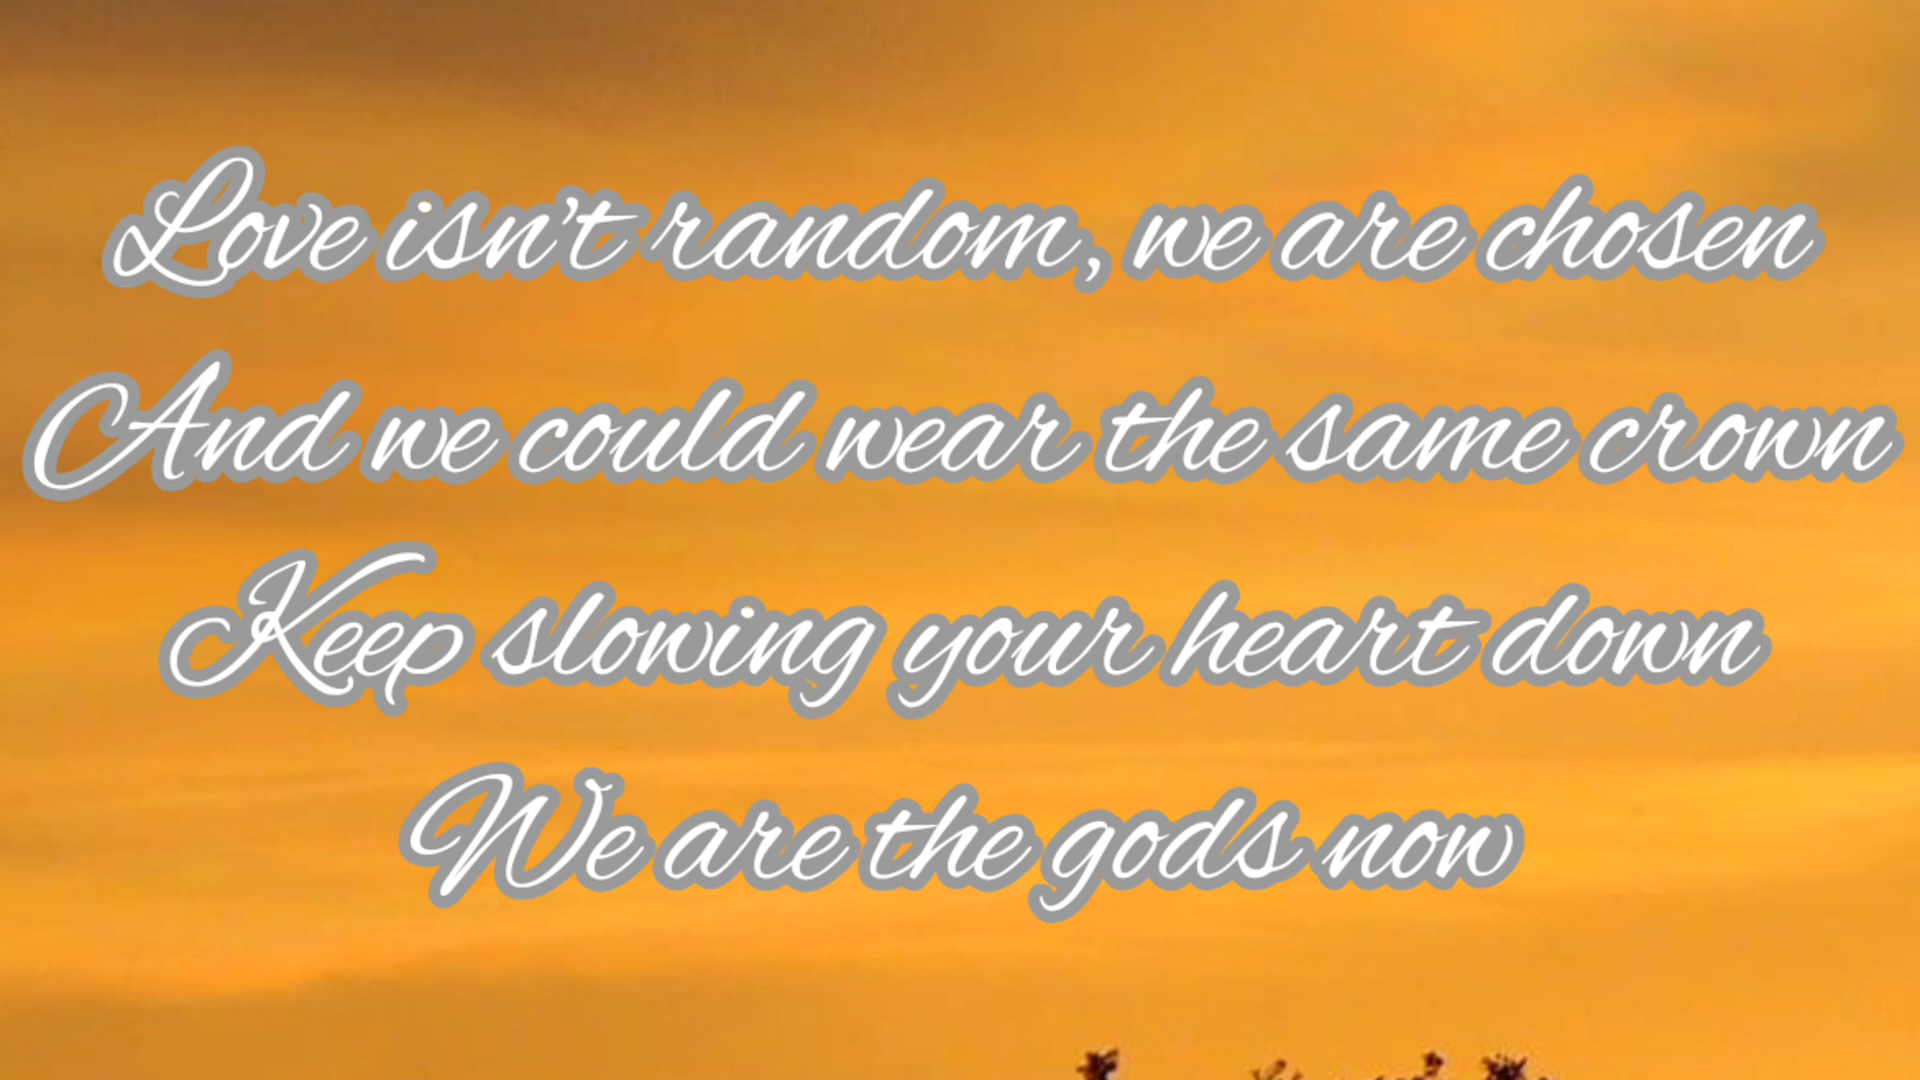 Love isn't random, we are chosen
And we could wear the same crown
Keep slowing your heart down
We are the gods now